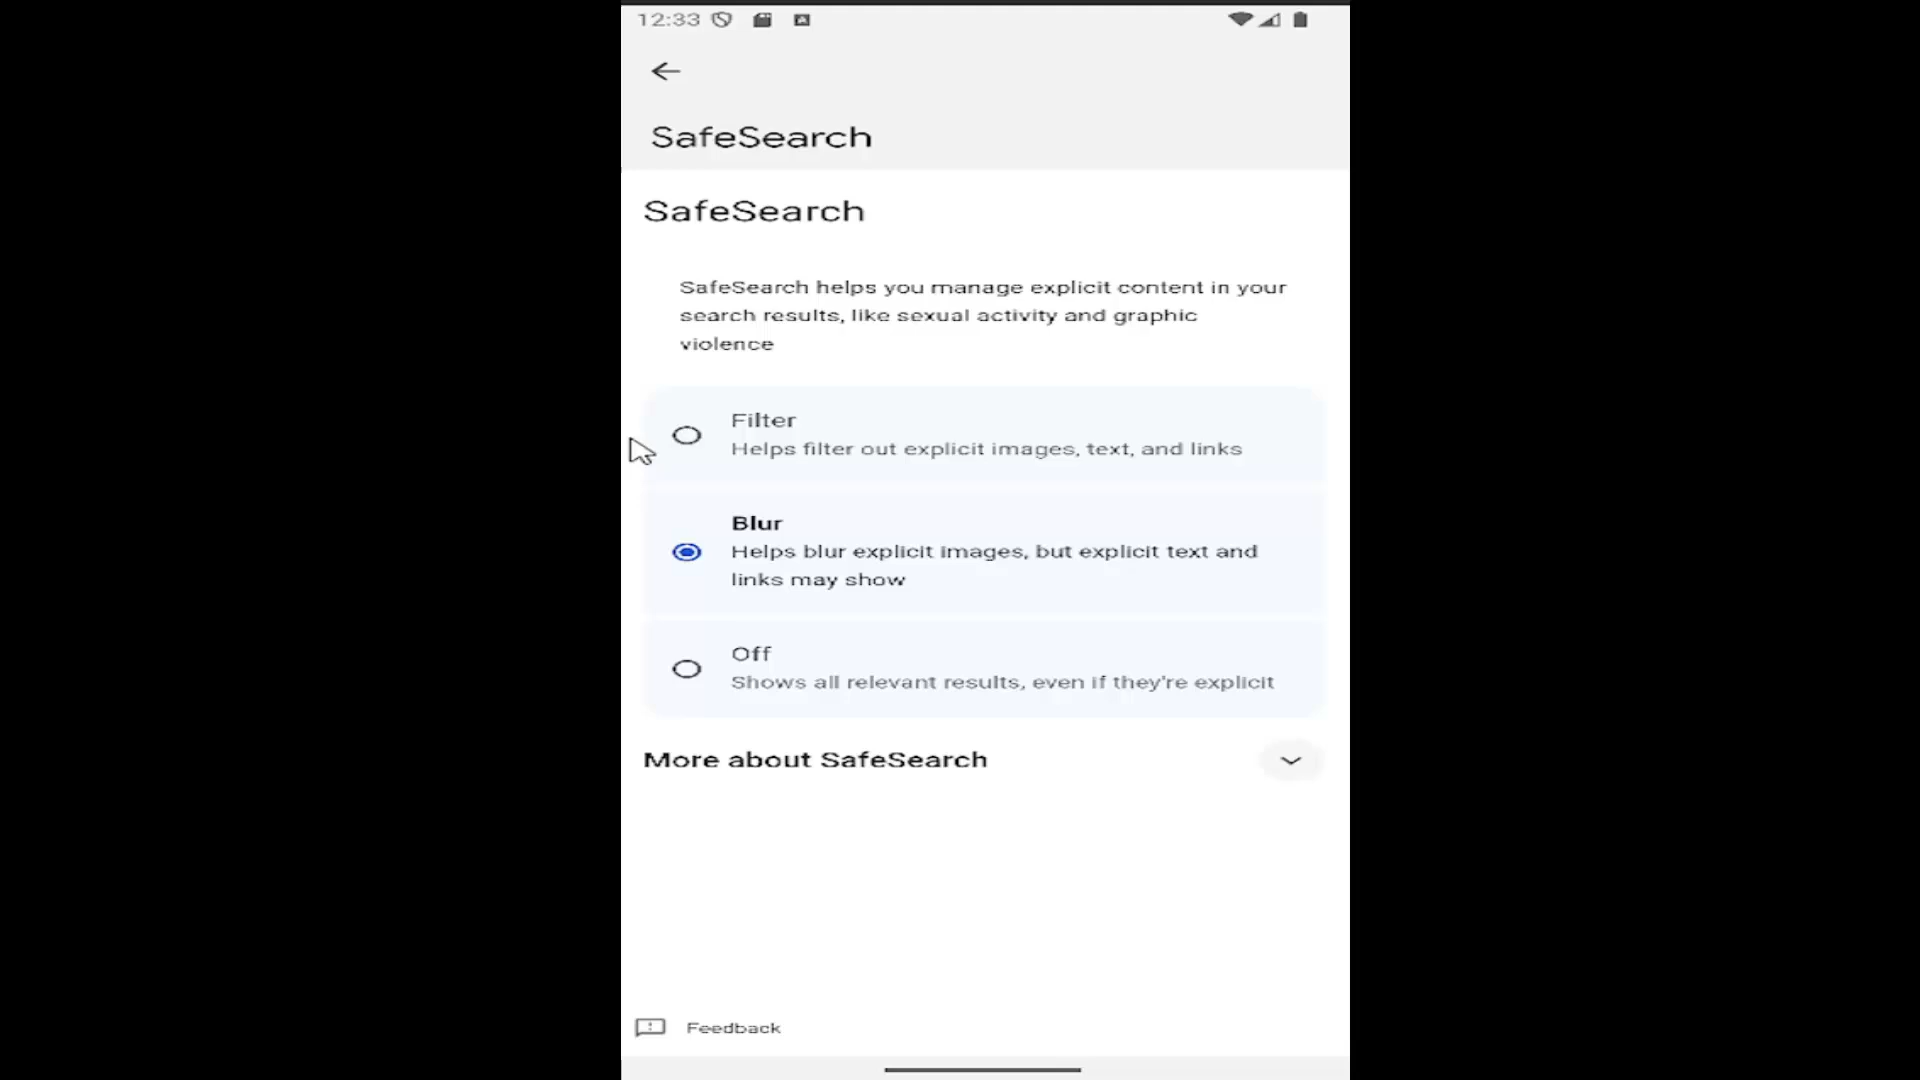 12:33
SafeSearch
SafeSearch
SafeSearch helps you manage explicit content in your
search results, like sexual activity and graphic
violence
Filter
Helps filter out explicit images, text, and links
Blur
Helps blur explicit images, but explicit text and
links may show
Off
Shows all relevant results, even if they're explicit
More about SafeSearch
Feedback